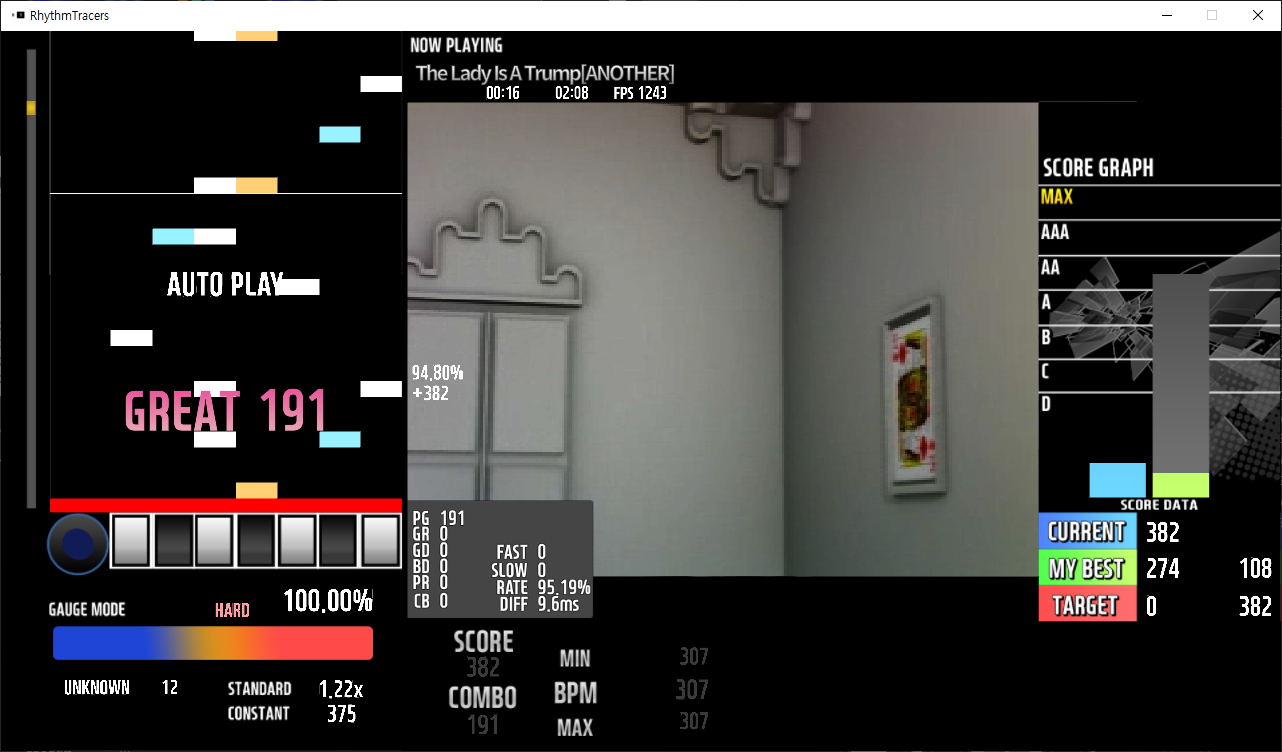 RhythmTracers
NOW PLAYING
The Lady Is A Trump[ANOTHER]
00:16 02:08 FPS 1243
SCORE GRAPH
MAX
AAA
AA
A
B
C
D
AUTO PLAY
94.80%
+382
GREAT 191
SCORE DATA
CURRENT 382
MY BEST 274 108
TARGET 0 382
PG 191
GR 0
GD 0
BD 0
PR 0
CB 0
FAST 0
SLOW 0
RATE 95.19%
DIFF 9.6ms
GAUGE MODE HARD 100.00%
UNKNOWN 12
STANDARD 1.22x
CONSTANT 375
SCORE
382
COMBO
191
MIN 307
BPM 307
MAX 307